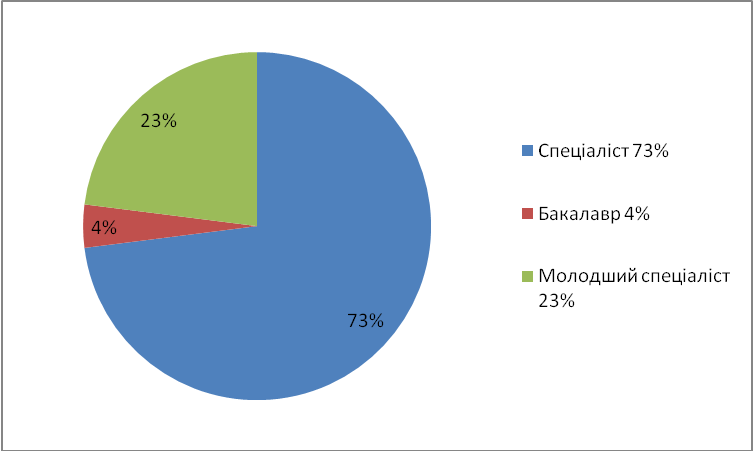 23%
4%
73%
Спеціаліст 73%
Бакалавр 4%
Молодший спеціаліст
23%